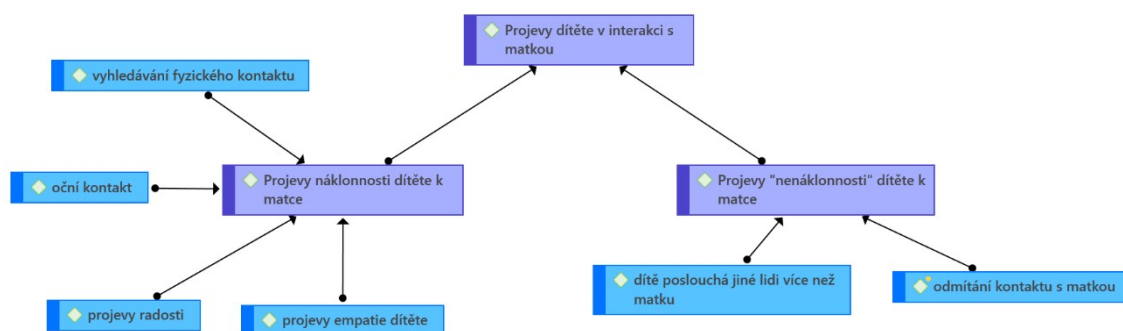 Projevy dítěte v interakci s
matkou
vyhledávání fyzického kontaktu
oční kontakt
Projevy náklonnosti dítěte k
matce
Projevy "nenáklonnosti" dítěte k
matce
dítě poslouchá jiné lidi více než
matku
odmítání kontaktu s matkou
projevy radosti
projevy empatie dítěte